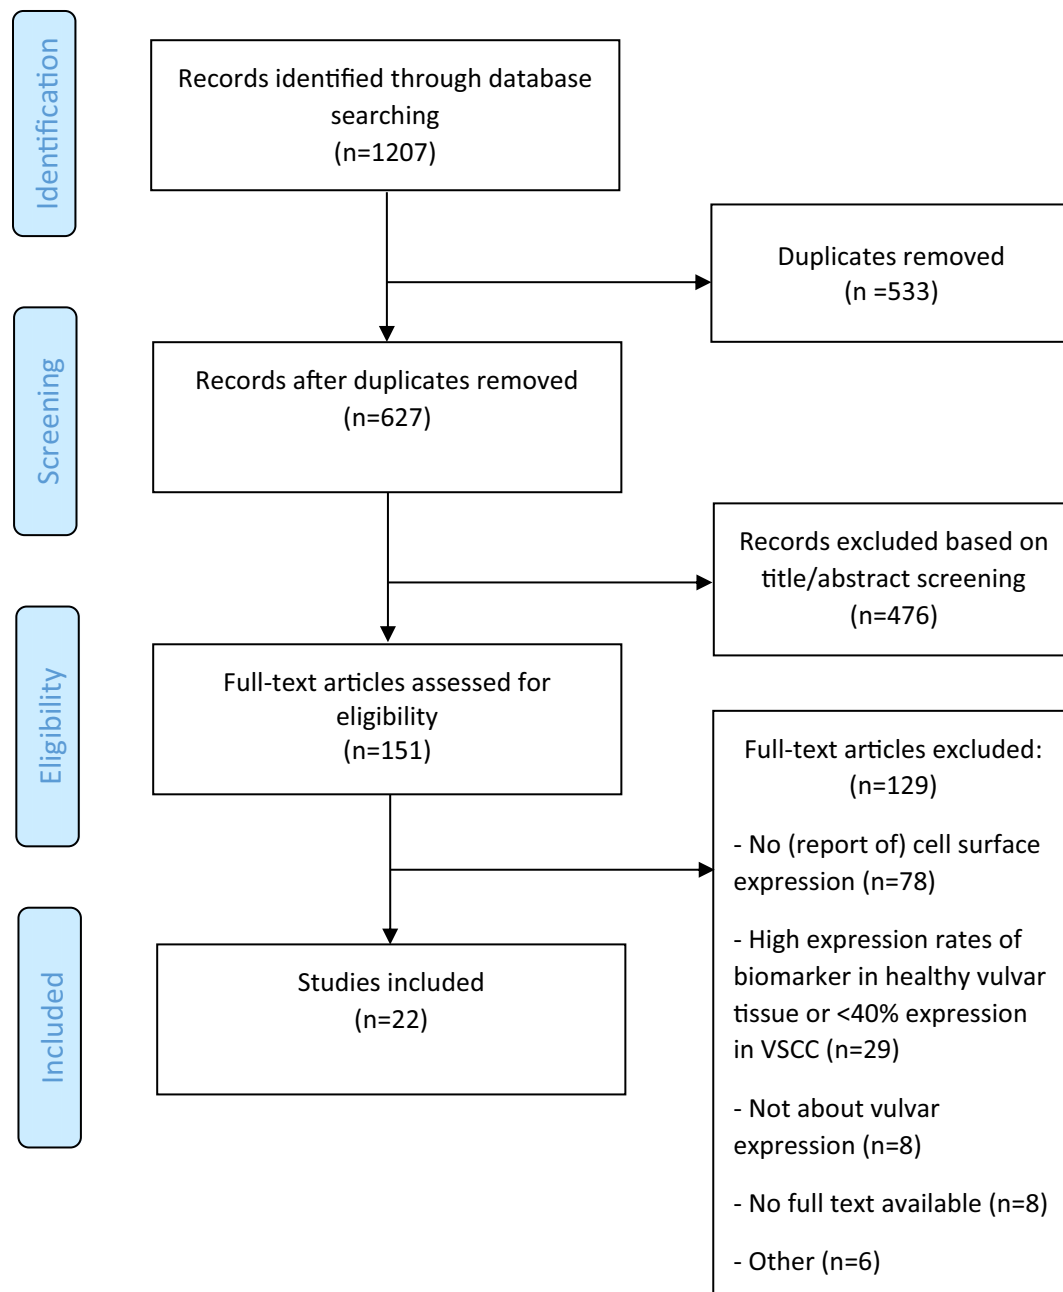 Identification
Records identified through database
searching
(n=1207)
Duplicates removed
(n =533)
Screening
Records after duplicates removed
(n=627)
Records excluded based on
title/abstract screening
(n=476)
Eligibility
Full-text articles assessed for
eligibility
(n=151)
Full-text articles excluded:
(n=129)
- No (report of) cell surface
expression (n=78)
- High expression rates of
biomarker in healthy vulvar
tissue or <40% expression
in VSCC (n=29)
- Not about vulvar
expression (n=8)
- No full text available (n=8)
- Other (n=6)
Included
Studies included
(n=22)